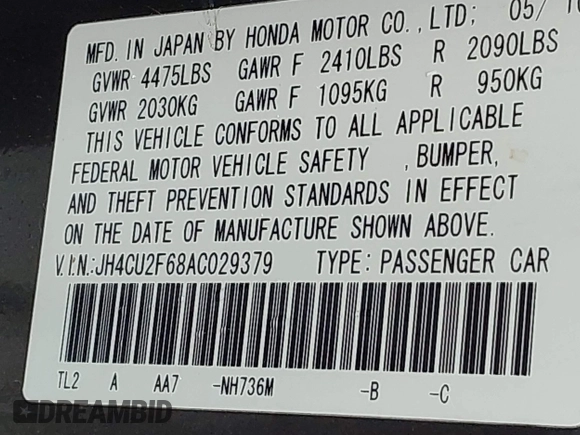 MFD. IN JAPAN BY HONDA MOTOR CO., LTD; 05/10
GVWR 4475LBS GAWR F 2410LBS R 2090LBS
GVWR 2030KG GAWR F 1095KG R 950KG
THIS VEHICLE CONFORMS TO ALL APPLICABLE
FEDERAL MOTOR VEHICLE SAFETY , BUMPER,
AND THEFT PREVENTION STANDARDS IN EFFECT
ON THE DATE OF MANUFACTURE SHOWN ABOVE.
V.I.N.:JH4CU2F68AC029379 TYPE: PASSENGER CAR
TL2 A AA7 -NH736M -B -C
DREAMBID